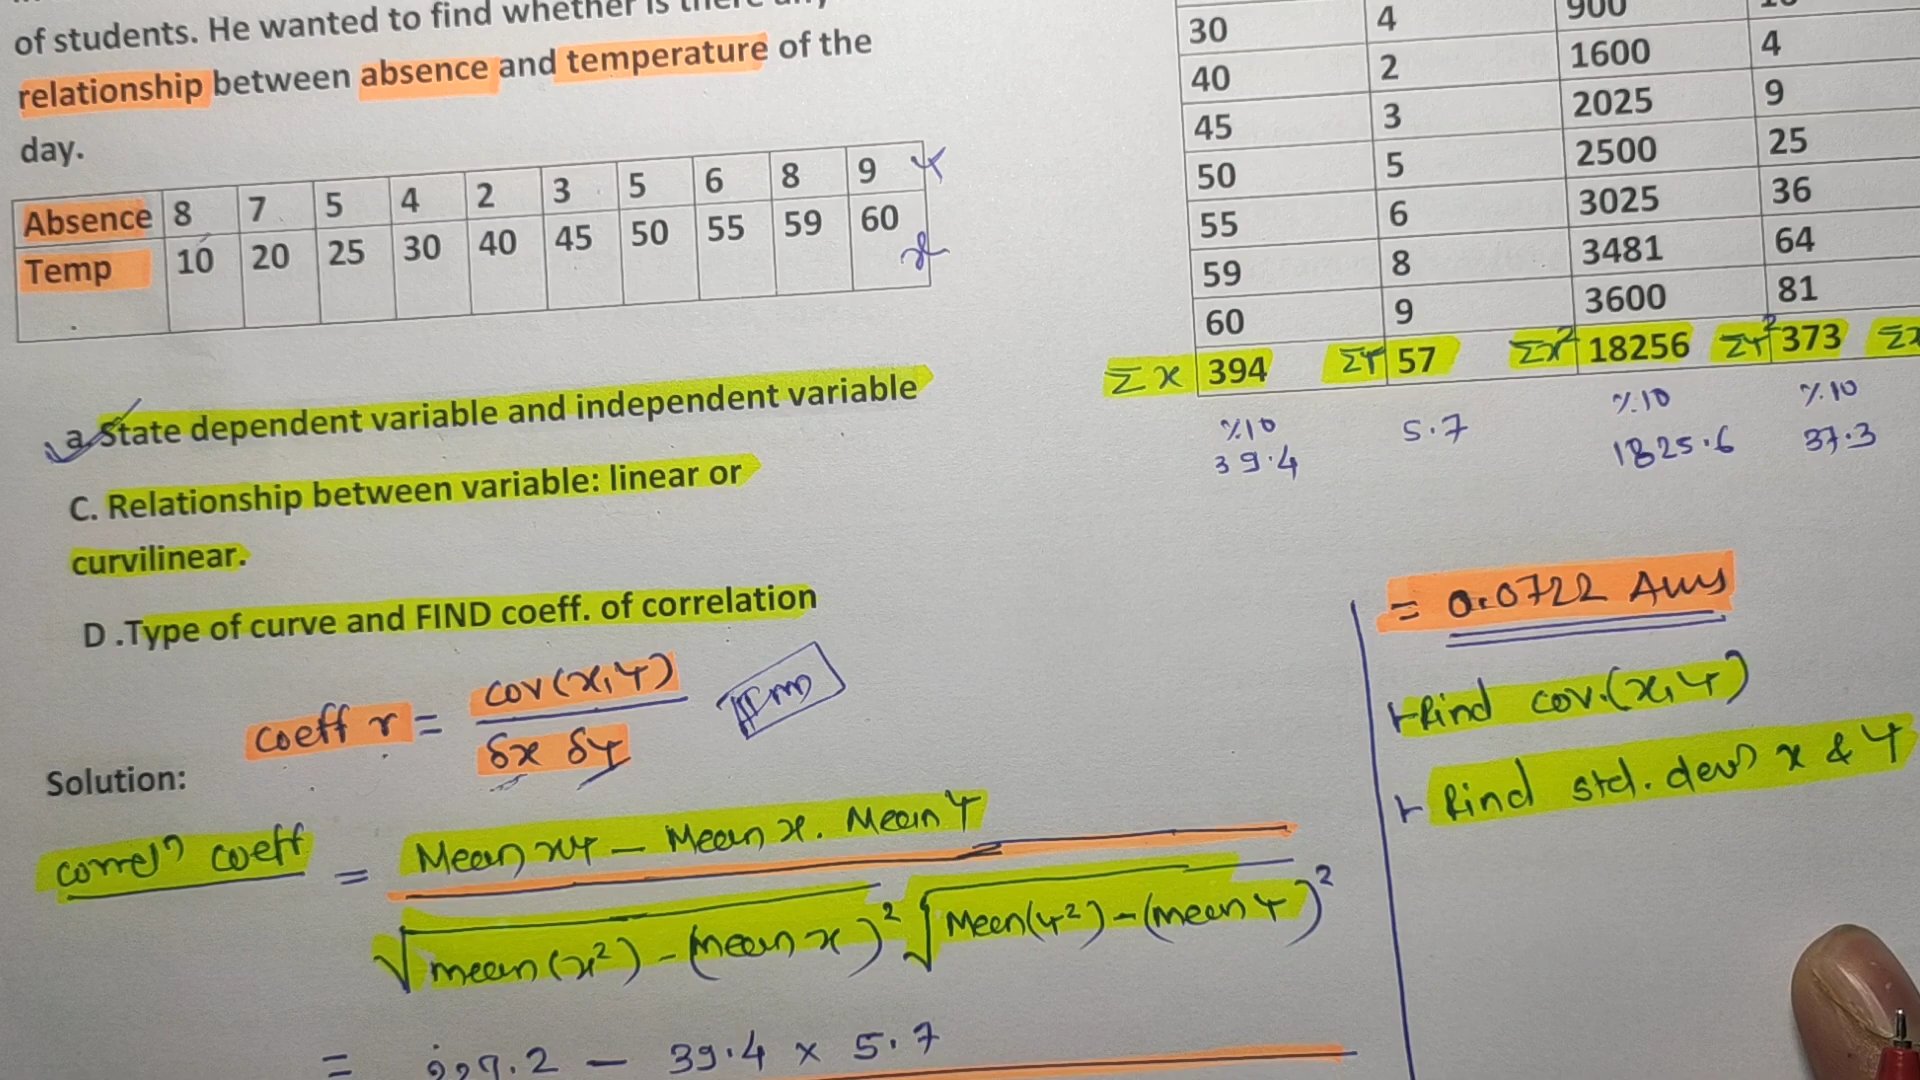 of students. He wanted to find whether is there any
relationship between absence and temperature of the
day.
Absence 8 7 5 4 2 3 5 6 8 9 Y
Temp 10 20 25 30 40 45 50 55 59 60 x
a. State dependent variable and independent variable
C. Relationship between variable: linear or
curvilinear.
D .Type of curve and FIND coeff. of correlation
coeff r = cov(x,Y) / δx δY
Solution:
correlⁿ coeff = Mean xY - Mean x. Mean Y
√mean(x²) - (Mean x)² √Mean(Y²) - (mean Y)²
= 227.2 - 39.4 x 5.7
30 4 900
40 2 1600 4
45 3 2025 9
50 5 2500 25
55 6 3025 36
59 8 3481 64
60 9 3600 81
Σx 394 ΣY 57 Σx² 18256 ΣY² 373
%10 %10 %10
39.4 5.7 1825.6 37.3
= 0.0722 Ans
Find cov.(x,Y)
Find std. devⁿ x & Y